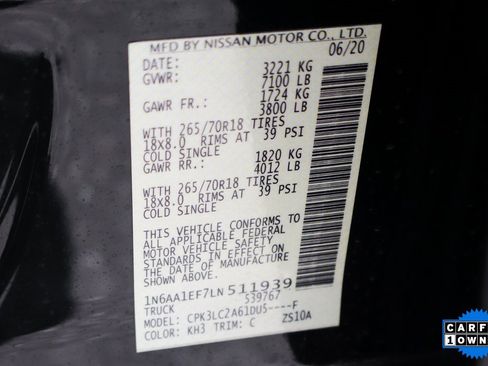 MFD BY NISSAN MOTOR CO., LTD.
DATE: 06/20
GVWR: 3221 KG
7100 LB
GAWR FR.: 1724 KG
3800 LB
WITH 265/70R18 TIRES
18X8.0 RIMS AT 39 PSI
COLD SINGLE
GAWR RR.: 1820 KG
4012 LB
WITH 265/70R18 TIRES
18X8.0 RIMS AT 39 PSI
COLD SINGLE
THIS VEHICLE CONFORMS TO
ALL APPLICABLE FEDERAL
MOTOR VEHICLE SAFETY
STANDARDS IN EFFECT ON
THE DATE OF MANUFACTURE
SHOWN ABOVE.
1N6AA1EF7LN511939
539767
MODEL: CPK3LC2A61DU5----F
COLOR: KH3 TRIM: C ZS10A
CARF
1 OWN